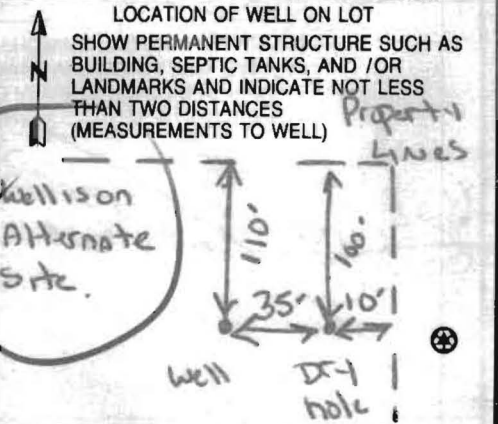 LOCATION OF WELL ON LOT
SHOW PERMANENT STRUCTURE SUCH AS
BUILDING, SEPTIC TANKS, AND /OR
LANDMARKS AND INDICATE NOT LESS
THAN TWO DISTANCES
(MEASUREMENTS TO WELL)
N
Property
Lines
Well is on
Alternate
Site.
110'
100'
35'
10'
Well
hole